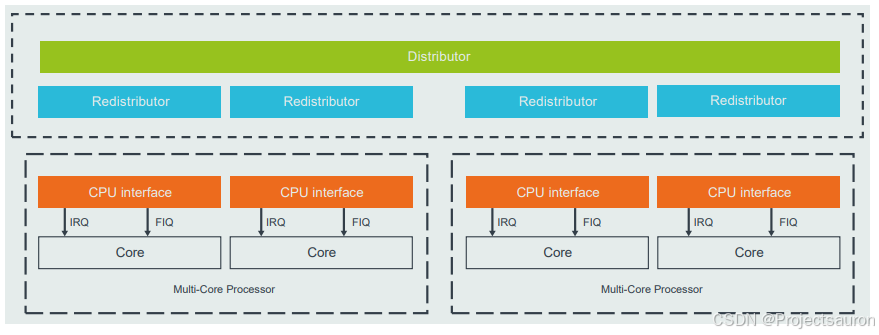 Distributor
Redistributor Redistributor Redistributor Redistributor
CPU interface CPU interface CPU interface CPU interface
IRQ FIQ IRQ FIQ IRQ FIQ IRQ FIQ
Core Core Core Core
Multi-Core Processor Multi-Core Processor
CSDN @Projectsauron